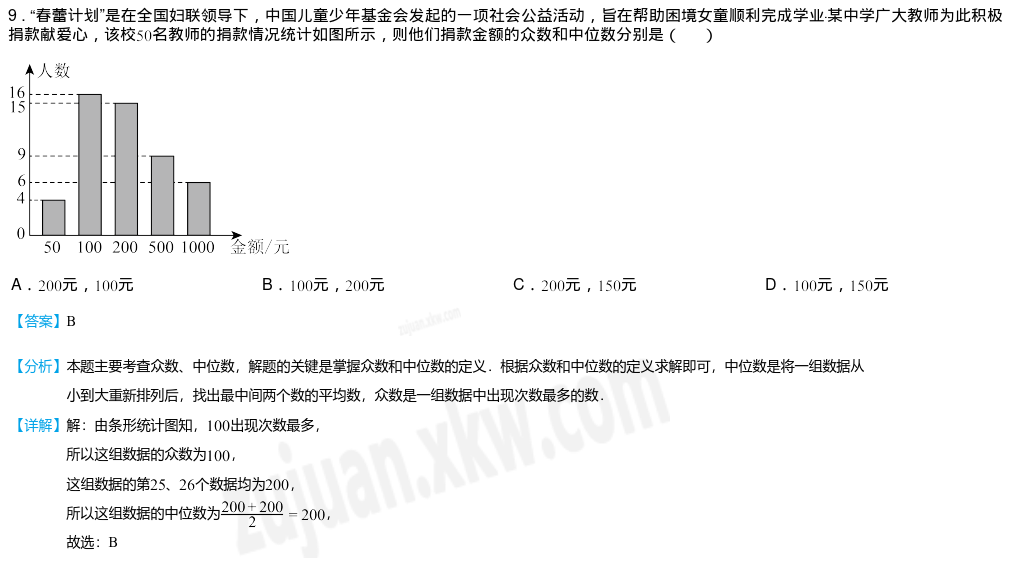 9．“春蕾计划”是在全国妇联领导下，中国儿童少年基金会发起的一项社会公益活动，旨在帮助困境女童顺利完成学业.某中学广大教师为此积极
捐款献爱心，该校50名教师的捐款情况统计如图所示，则他们捐款金额的众数和中位数分别是（　　）
人数
16
15
9
6
4
0
50 100 200 500 1000 金额/元
A．200元，100元 B．100元，200元 C．200元，150元 D．100元，150元
【答案】B
zujuan.xkw.com
【分析】本题主要考查众数、中位数，解题的关键是掌握众数和中位数的定义．根据众数和中位数的定义求解即可，中位数是将一组数据从
小到大重新排列后，找出最中间两个数的平均数，众数是一组数据中出现次数最多的数．
【详解】解：由条形统计图知，100出现次数最多，
所以这组数据的众数为100，
这组数据的第25、26个数据均为200，
所以这组数据的中位数为(200+200)/2=200，
故选：B
zujuan.xkw.com